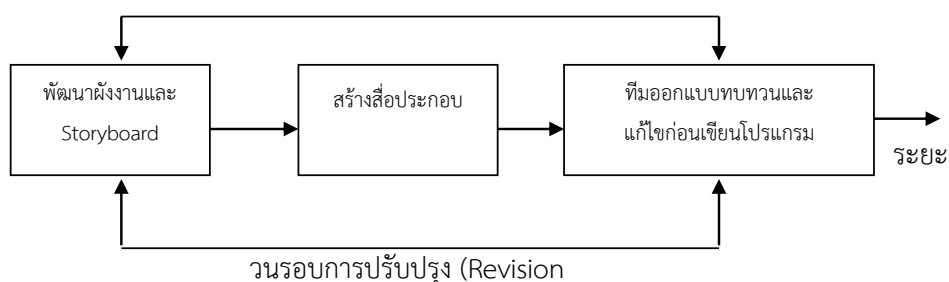 พัฒนาผังงานและ
Storyboard
สร้างสื่อประกอบ
ทีมออกแบบทบทวนและ
แก้ไขก่อนเขียนโปรแกรม
ระยะ
วนรอบการปรับปรุง (Revision